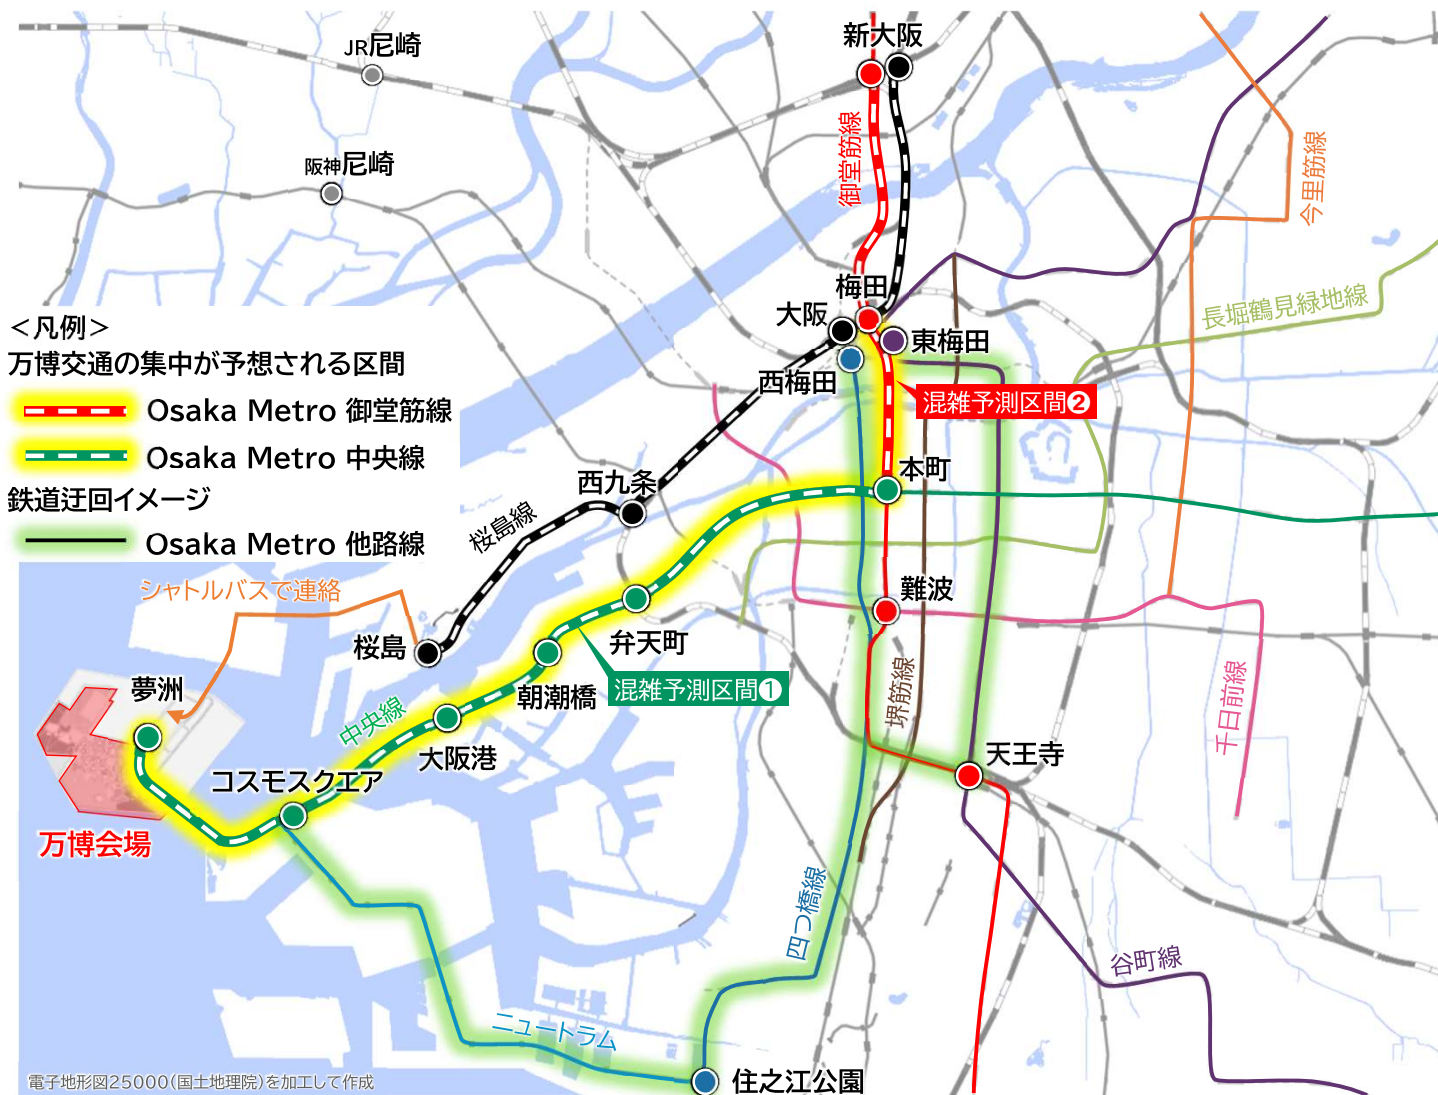 新大阪
JR尼崎
御堂筋線
今里筋線
阪神尼崎
梅田
長堀鶴見緑地線
大阪
東梅田
＜凡例＞
万博交通の集中が予想される区間
西梅田
混雑予測区間❷
Osaka Metro 御堂筋線
Osaka Metro 中央線
本町
西九条
鉄道迂回イメージ
桜島線
Osaka Metro 他路線
シャトルバスで連絡
難波
弁天町
桜島
夢洲
混雑予測区間❶
朝潮橋
堺筋線
千日前線
中央線
大阪港
天王寺
コスモスクエア
万博会場
四つ橋線
谷町線
ニュートラム
電子地形図25000(国土地理院)を加工して作成
住之江公園